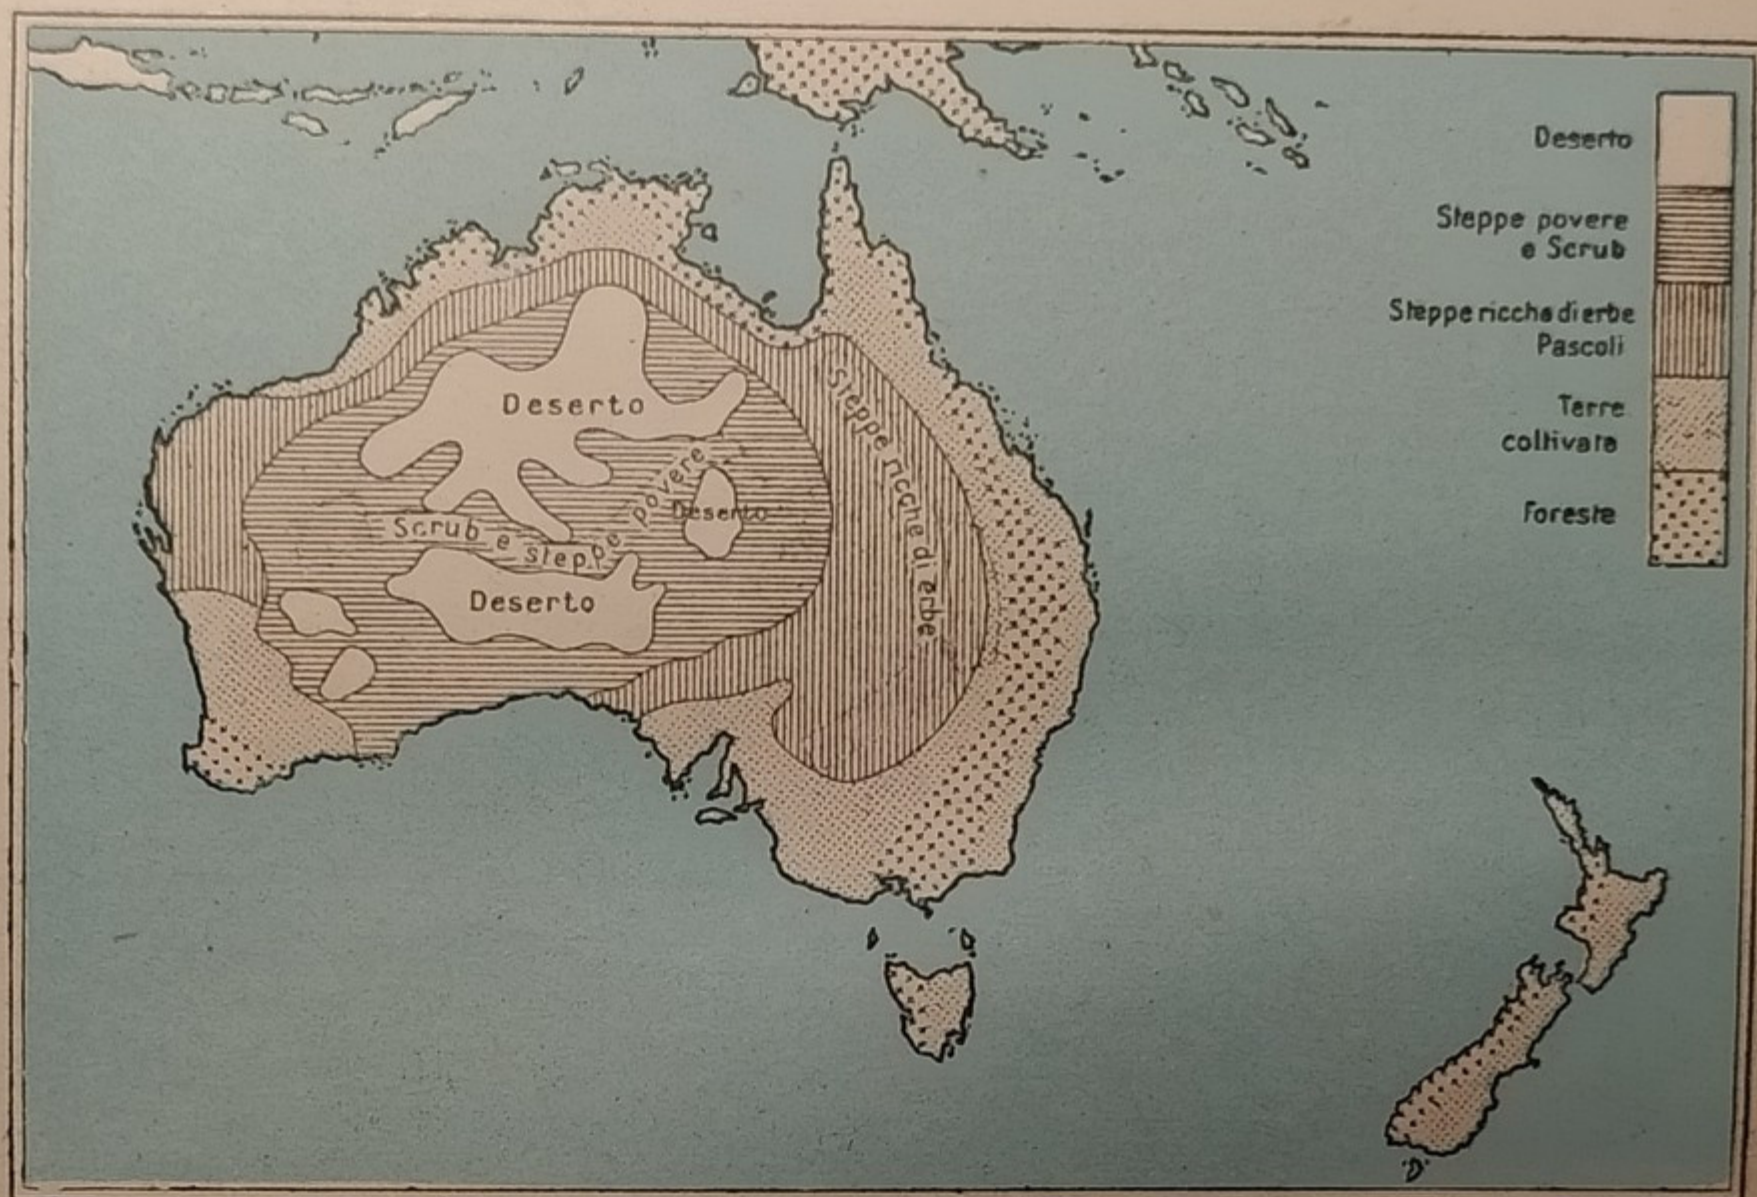 Deserto
Steppe povere
e Scrub
Steppe ricche di erbe
Pascoli
Terre
coltivate
Foreste
Deserto
Scrub e steppe povere
Deserto
Deserto
Steppe ricche di erbe